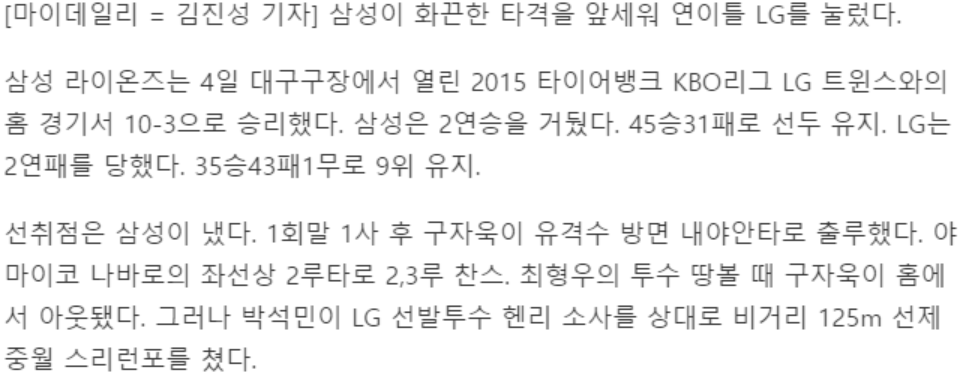 [마이데일리 = 김진성 기자] 삼성이 화끈한 타격을 앞세워 연이틀 LG를 눌렀다.
삼성 라이온즈는 4일 대구구장에서 열린 2015 타이어뱅크 KBO리그 LG 트윈스와의
홈 경기서 10-3으로 승리했다. 삼성은 2연승을 거뒀다. 45승31패로 선두 유지. LG는
2연패를 당했다. 35승43패1무로 9위 유지.
선취점은 삼성이 냈다. 1회말 1사 후 구자욱이 유격수 방면 내야안타로 출루했다. 야
마이코 나바로의 좌선상 2루타로 2,3루 찬스. 최형우의 투수 땅볼 때 구자욱이 홈에
서 아웃됐다. 그러나 박석민이 LG 선발투수 헨리 소사를 상대로 비거리 125m 선제
중월 스리런포를 쳤다.